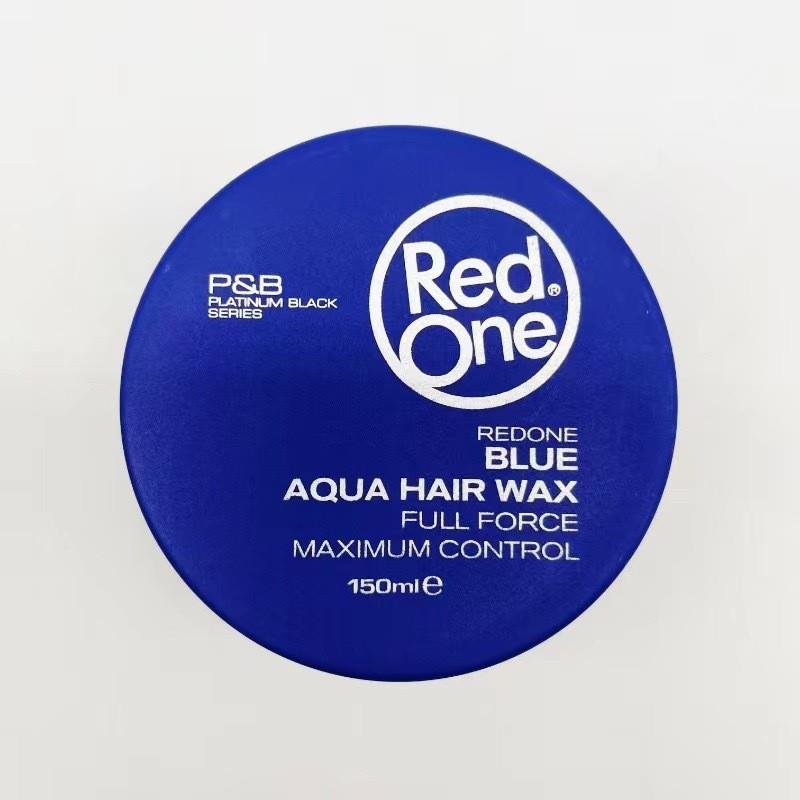 P&B
PLATINUM BLACK
SERIES
Red®
One
REDONE
BLUE
AQUA HAIR WAX
FULL FORCE
MAXIMUM CONTROL
150ml ℮